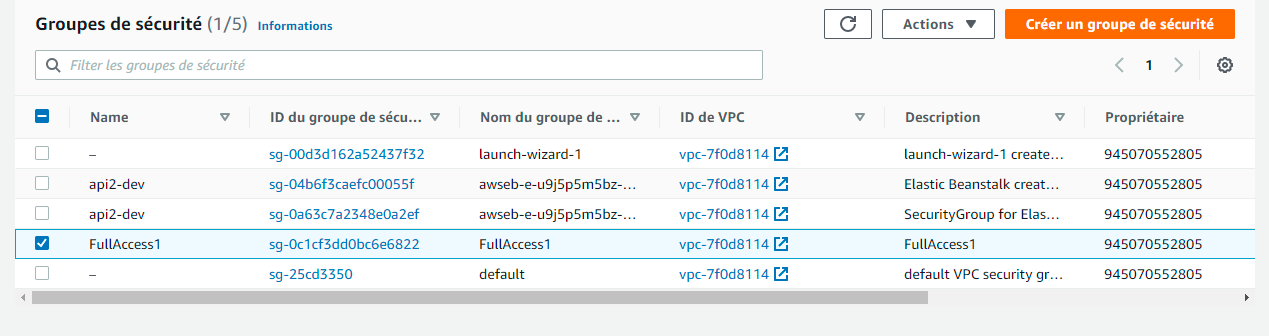 Groupes de sécurité (1/5) Informations Actions Créer un groupe de sécurité
Filtrer les groupes de sécurité 1
Name ID du groupe de sécu... Nom du groupe de ... ID de VPC Description Propriétaire
– sg-00d3d162a52437f32 launch-wizard-1 vpc-7f0d8114 launch-wizard-1 create... 945070552805
api2-dev sg-04b6f3caefc00055f awseb-e-u9j5p5m5bz-... vpc-7f0d8114 Elastic Beanstalk creat... 945070552805
api2-dev sg-0a63c7a2348e0a2ef awseb-e-u9j5p5m5bz-... vpc-7f0d8114 SecurityGroup for Elas... 945070552805
FullAccess1 sg-0c1cf3dd0bc6e6822 FullAccess1 vpc-7f0d8114 FullAccess1 945070552805
– sg-25cd3350 default vpc-7f0d8114 default VPC security gr... 945070552805